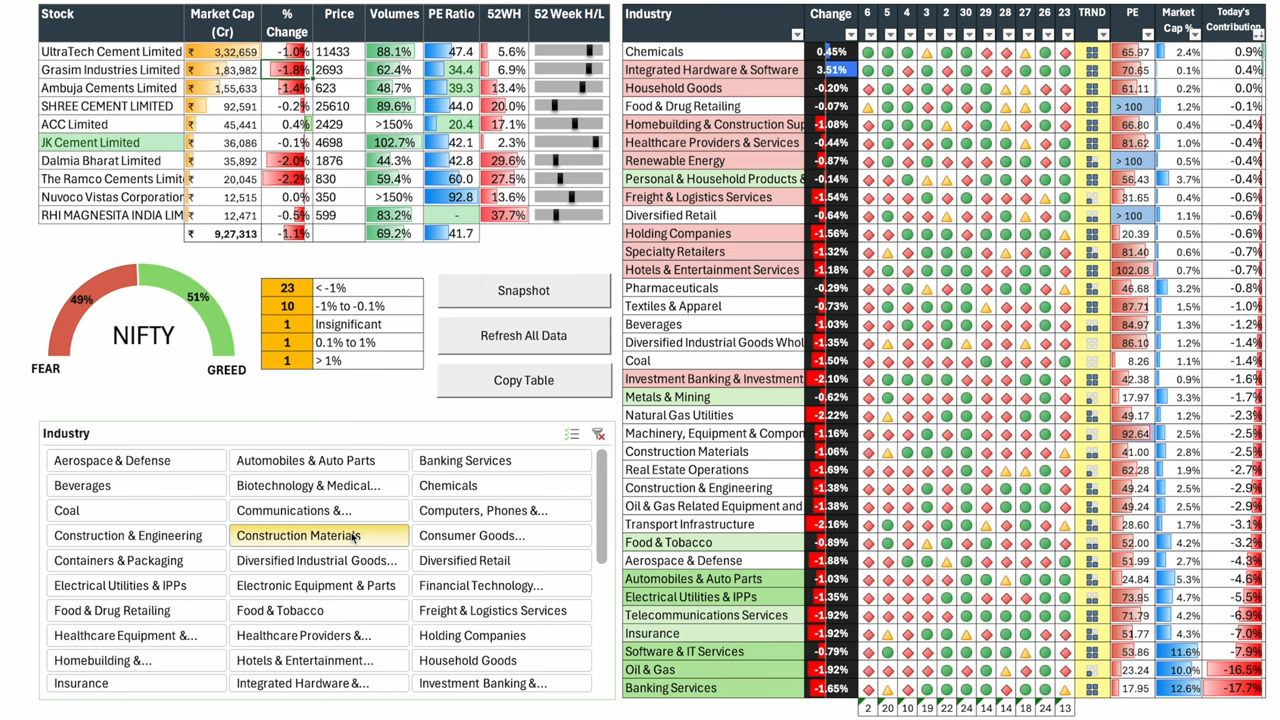 Stock Market Cap (Cr) % Change Price Volumes PE Ratio 52WH 52 Week H/L
UltraTech Cement Limited ₹ 3,32,659 -1.0% 11433 88.1% 47.4 5.6%
Grasim Industries Limited ₹ 1,83,982 -1.8% 2693 62.4% 34.4 6.9%
Ambuja Cements Limited ₹ 1,55,633 -1.4% 623 48.7% 39.3 13.4%
SHREE CEMENT LIMITED ₹ 92,591 -0.2% 25610 89.6% 44.0 20.0%
ACC Limited ₹ 45,441 0.4% 2429 >150% 20.4 17.1%
JK Cement Limited ₹ 36,086 -0.1% 4698 102.7% 42.1 2.3%
Dalmia Bharat Limited ₹ 35,892 -2.0% 1876 44.3% 42.8 29.6%
The Ramco Cements Limit ₹ 20,045 -2.2% 830 59.4% 60.0 27.5%
Nuvoco Vistas Corporation ₹ 12,515 0.0% 350 >150% 92.8 13.6%
RHI MAGNESITA INDIA LIM ₹ 12,471 -0.5% 599 83.2% - 37.7%
₹ 9,27,313 -1.1% 69.2% 41.7
49% 51%
NIFTY
FEAR GREED
23 < -1%
10 -1% to -0.1%
1 Insignificant
1 0.1% to 1%
1 > 1%
Snapshot
Refresh All Data
Copy Table
Industry
Aerospace & Defense Automobiles & Auto Parts Banking Services
Beverages Biotechnology & Medical... Chemicals
Coal Communications &... Computers, Phones &...
Construction & Engineering Construction Materials Consumer Goods...
Containers & Packaging Diversified Industrial Goods... Diversified Retail
Electrical Utilities & IPPs Electronic Equipment & Parts Financial Technology...
Food & Drug Retailing Food & Tobacco Freight & Logistics Services
Healthcare Equipment &... Healthcare Providers &... Holding Companies
Homebuilding &... Hotels & Entertainment... Household Goods
Insurance Integrated Hardware &... Investment Banking &...
Industry Change 6 5 4 3 2 30 29 28 27 26 23 TRND PE Market Cap % Today's Contribution
Chemicals 0.45% 65.97 2.4% 0.9%
Integrated Hardware & Software 3.51% 70.65 0.1% 0.4%
Household Goods -0.20% 61.11 0.2% 0.0%
Food & Drug Retailing -0.07% > 100 1.2% -0.1%
Homebuilding & Construction Sup -1.08% 66.80 0.4% -0.4%
Healthcare Providers & Services -0.44% 81.62 1.0% -0.4%
Renewable Energy -0.87% > 100 0.5% -0.4%
Personal & Household Products & -0.14% 56.43 3.7% -0.4%
Freight & Logistics Services -1.54% 31.65 0.4% -0.6%
Diversified Retail -0.64% > 100 1.1% -0.6%
Holding Companies -1.56% 20.39 0.5% -0.6%
Specialty Retailers -1.32% 81.40 0.6% -0.7%
Hotels & Entertainment Services -1.18% 102.08 0.7% -0.7%
Pharmaceuticals -0.29% 46.68 3.2% -0.8%
Textiles & Apparel -0.73% 87.71 1.5% -1.0%
Beverages -1.03% 84.97 1.3% -1.2%
Diversified Industrial Goods Whol -1.35% 86.10 1.2% -1.4%
Coal -1.50% 8.26 1.1% -1.4%
Investment Banking & Investment -2.10% 42.38 0.9% -1.6%
Metals & Mining -0.62% 17.97 3.3% -1.7%
Natural Gas Utilities -2.22% 49.17 1.2% -2.3%
Machinery, Equipment & Compon -1.16% 92.64 2.5% -2.5%
Construction Materials -1.06% 41.00 2.8% -2.5%
Real Estate Operations -1.69% 62.28 1.9% -2.7%
Construction & Engineering -1.38% 49.24 2.5% -2.9%
Oil & Gas Related Equipment and -1.38% 49.24 2.5% -2.9%
Transport Infrastructure -2.16% 28.60 1.7% -3.1%
Food & Tobacco -0.89% 52.00 4.2% -3.2%
Aerospace & Defense -1.88% 51.99 2.7% -4.3%
Automobiles & Auto Parts -1.03% 24.84 5.3% -4.6%
Electrical Utilities & IPPs -1.35% 73.95 4.7% -5.5%
Telecommunications Services -1.92% 71.79 4.2% -6.9%
Insurance -1.92% 51.77 4.3% -7.0%
Software & IT Services -0.79% 53.86 11.6% -7.9%
Oil & Gas -1.92% 23.24 10.0% -16.5%
Banking Services -1.65% 17.95 12.6% -17.7%
2 20 10 19 22 24 14 14 18 24 13